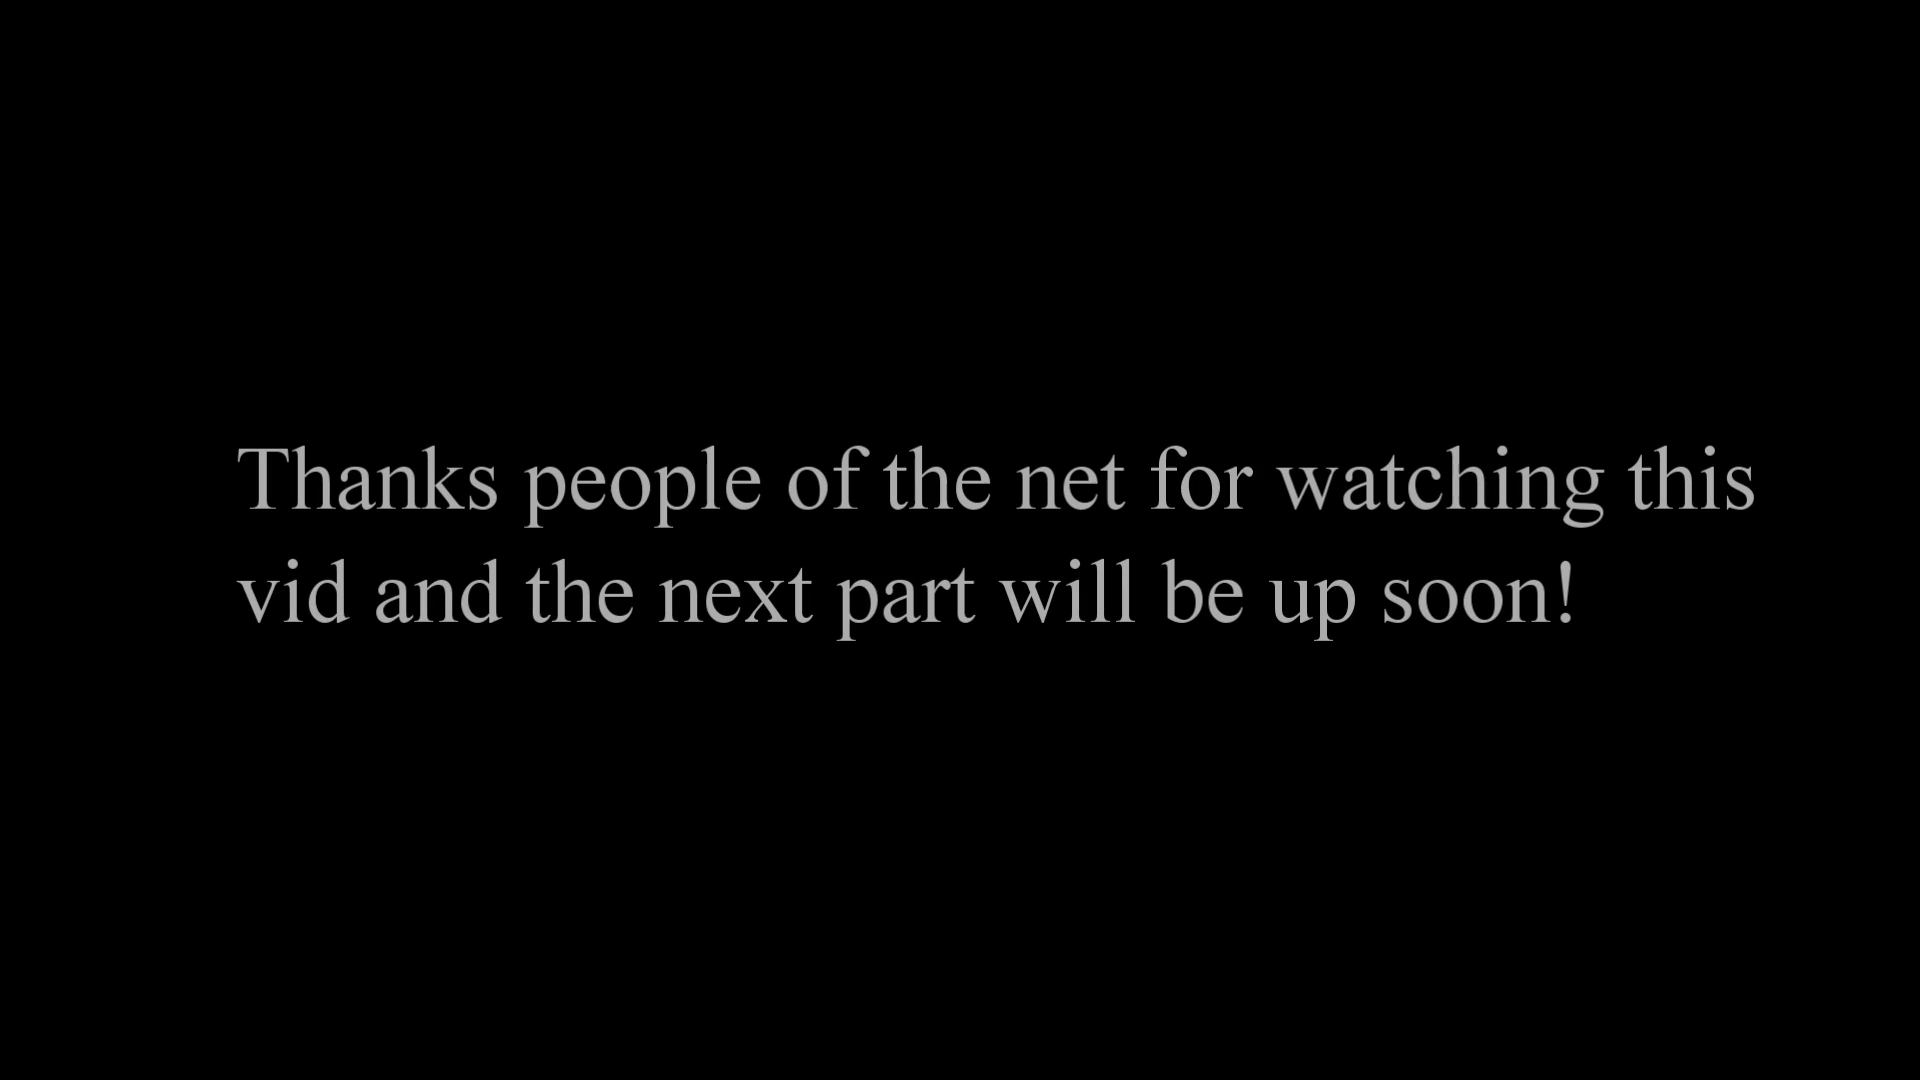 Thanks people of the net for watching this
vid and the next part will be up soon!